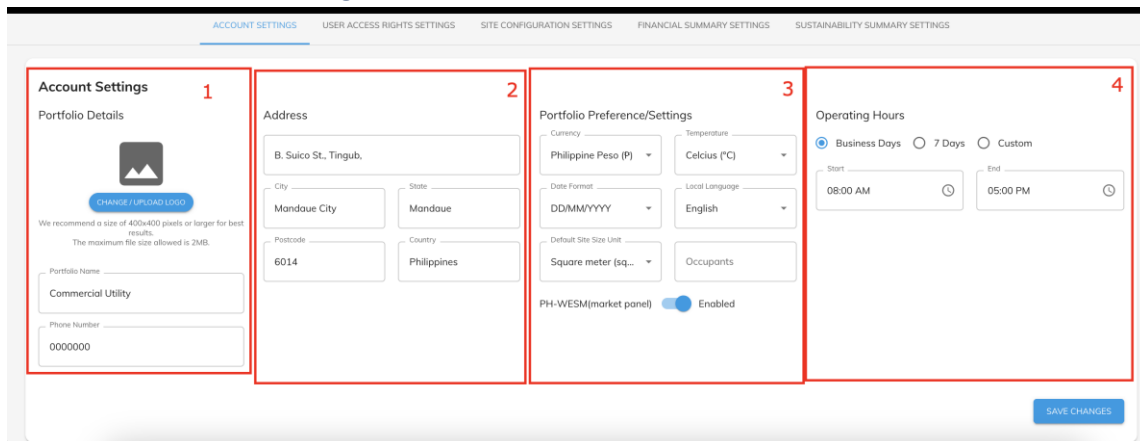 ACCOUNT SETTINGS USER ACCESS RIGHTS SETTINGS SITE CONFIGURATION SETTINGS FINANCIAL SUMMARY SETTINGS SUSTAINABILITY SUMMARY SETTINGS
Account Settings
1
Portfolio Details
CHANGE / UPLOAD LOGO
We recommend a size of 400x400 pixels or larger for best
results.
The maximum file size allowed is 2MB.
Portfolio Name
Commercial Utility
Phone Number
0000000
2
Address
B. Suico St., Tingub,
City
Mandaue City
State
Mandaue
Postcode
6014
Country
Philippines
3
Portfolio Preference/Settings
Currency
Philippine Peso (₱)
Temperature
Celcius (°C)
Date Format
DD/MM/YYYY
Local Language
English
Default Site Size Unit
Square meter (sq...
Occupants
PH-WESM(market panel) Enabled
4
Operating Hours
Business Days 7 Days Custom
Start
08:00 AM
End
05:00 PM
SAVE CHANGES